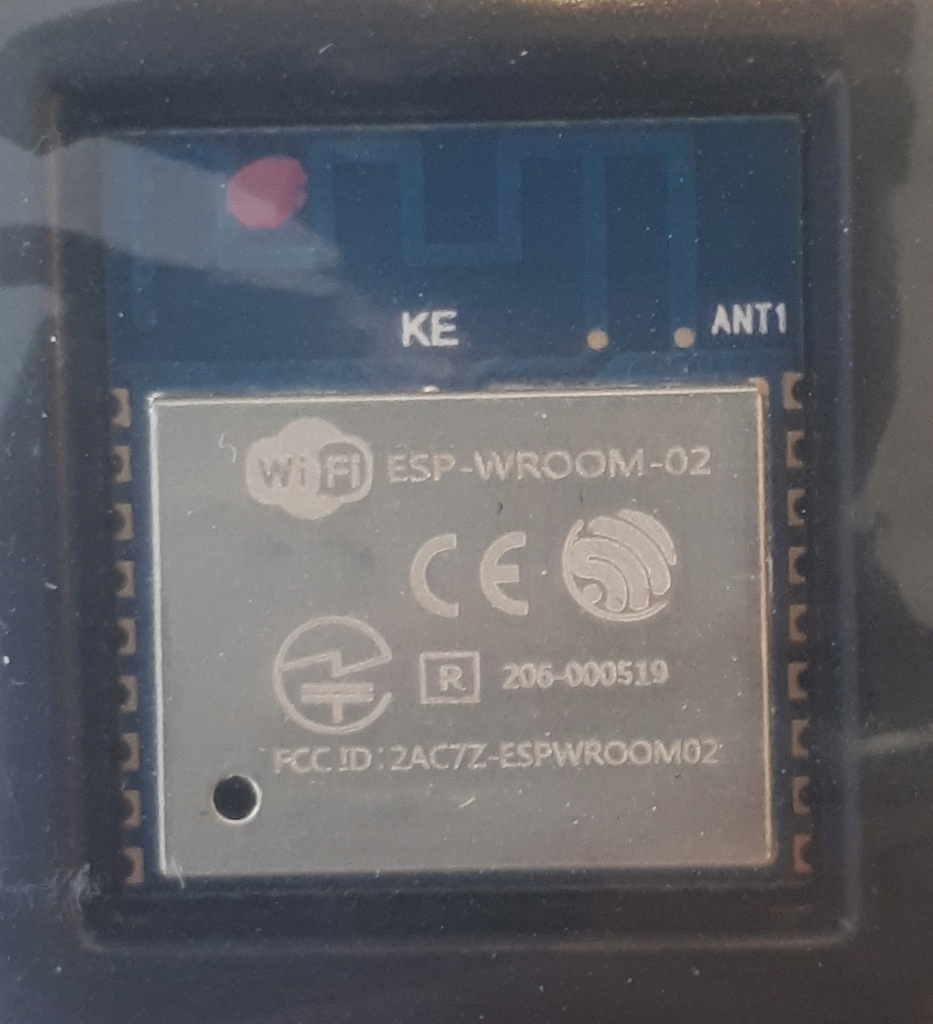 KE
ANT1
WiFi ESP-WROOM-02
CE
R 206-000519
FCC ID:2AC7Z-ESPWROOM02